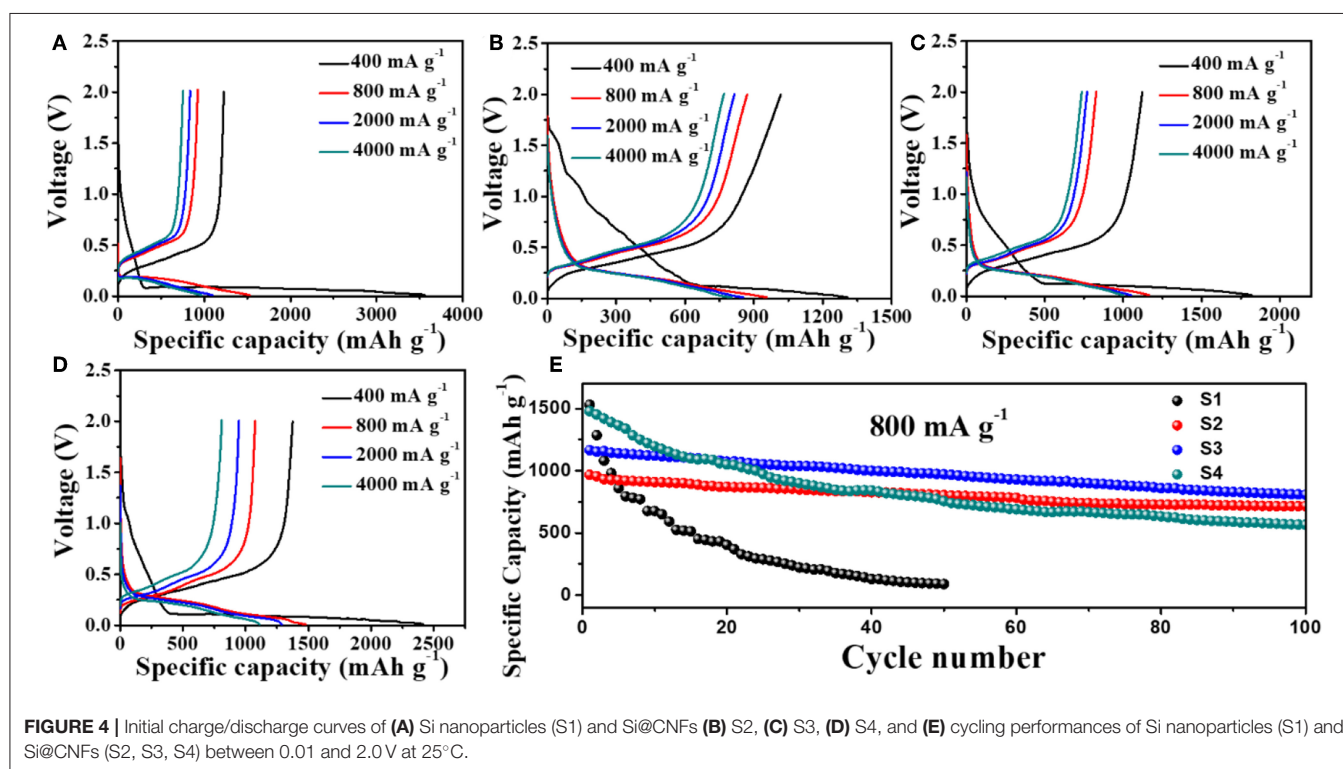 A
2.5
2.0
1.5
1.0
0.5
0.0
Voltage (V)
400 mA g-1
800 mA g-1
2000 mA g-1
4000 mA g-1
0 1000 2000 3000 4000
Specific capacity (mAh g-1)
B
2.5
2.0
1.5
1.0
0.5
0.0
Voltage (V)
400 mA g-1
800 mA g-1
2000 mA g-1
4000 mA g-1
0 300 600 900 1200 1500
Specific capacity (mAh g-1)
C
2.5
2.0
1.5
1.0
0.5
0.0
Voltage (V)
400 mA g-1
800 mA g-1
2000 mA g-1
4000 mA g-1
0 500 1000 1500 2000
Specific capacity (mAh g-1)
D
2.5
2.0
1.5
1.0
0.5
0.0
Voltage (V)
400 mA g-1
800 mA g-1
2000 mA g-1
4000 mA g-1
0 500 1000 1500 2000 2500
Specific capacity (mAh g-1)
E
1500
1000
500
0
Specific Capacity (mAh g-1)
800 mA g-1
S1
S2
S3
S4
0 20 40 60 80 100
Cycle number
FIGURE 4 | Initial charge/discharge curves of (A) Si nanoparticles (S1) and Si@CNFs (B) S2, (C) S3, (D) S4, and (E) cycling performances of Si nanoparticles (S1) and
Si@CNFs (S2, S3, S4) between 0.01 and 2.0 V at 25°C.